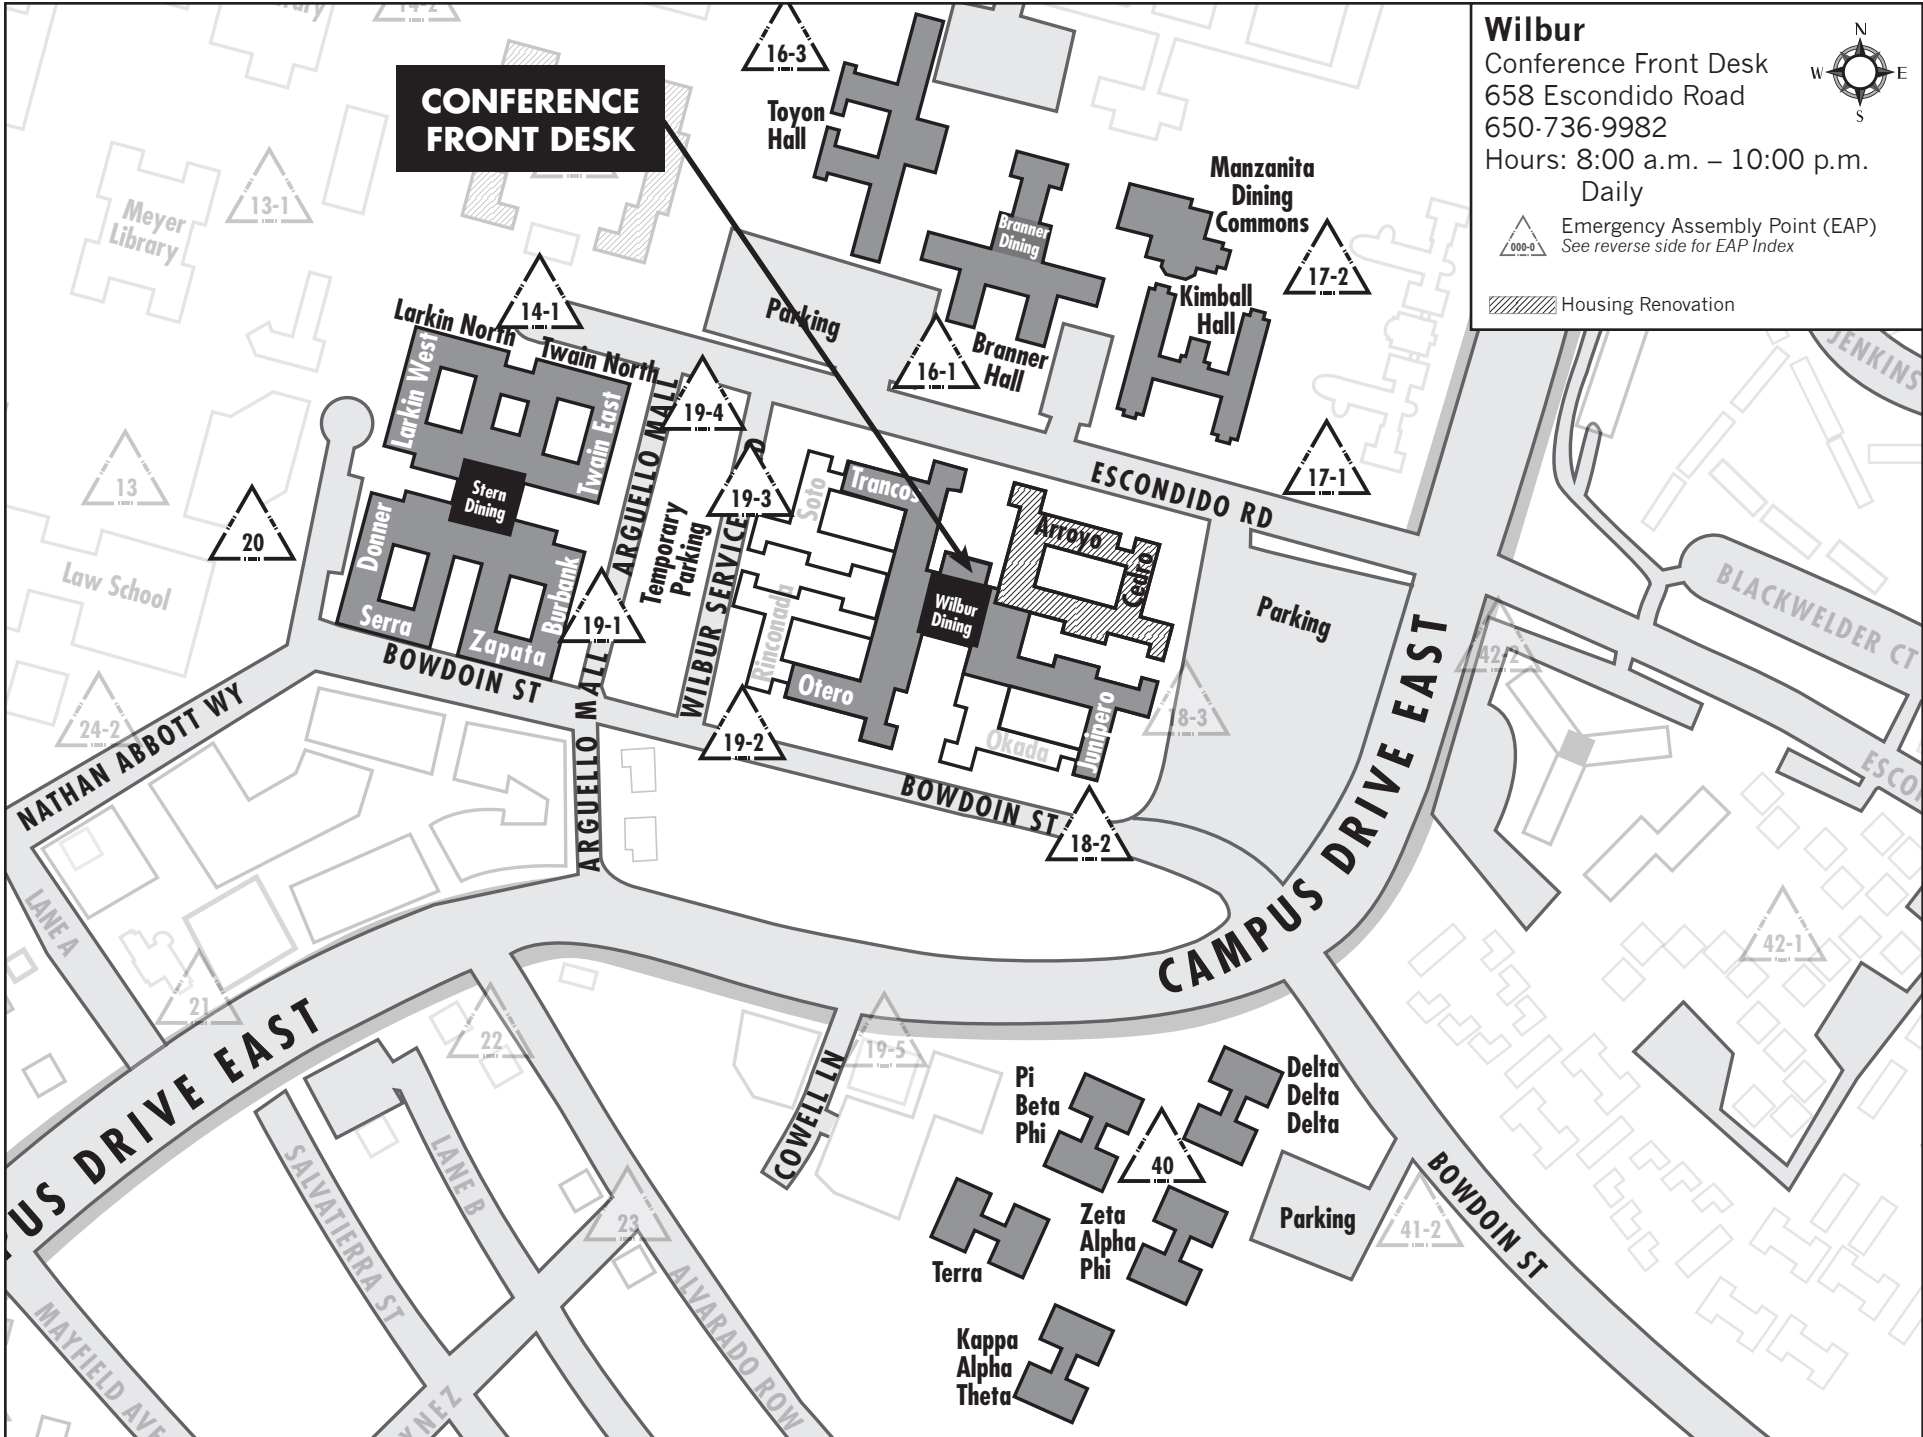 Wilbur
Conference Front Desk
658 Escondido Road
650-736-9982
Hours: 8:00 a.m. – 10:00 p.m.
Daily
N
W
E
S
000-0
Emergency Assembly Point (EAP)
See reverse side for EAP Index
Housing Renovation
CONFERENCE
FRONT DESK
14-2
16-3
Toyon
Hall
Manzanita
Dining
Commons
Branner
Dining
13-1
Meyer
Library
17-2
14-1
Kimball
Hall
Parking
Larkin North
Twain North
Larkin West
Twain East
16-1
Branner
Hall
JENKINS
19-4
ARGUELLO MALL
13
20
Stern
Dining
19-3
Soto
Trancos
ESCONDIDO RD
17-1
Donner
Temporary
Parking
WILBUR SERVICE
Arroyo
Cedro
Law School
Burbank
Serra
Zapata
19-1
Rinconada
Wilbur
Dining
Parking
BLACKWELDER CT
42-2
BOWDOIN ST
Otero
Okada
Junipero
18-3
24-2
NATHAN ABBOTT WY
ARGUELLO MALL
19-2
BOWDOIN ST
18-2
ESCO
CAMPUS DRIVE EAST
LANE A
42-1
21
22
19-5
PUS DRIVE EAST
COWELL LN
Pi
Beta
Phi
Delta
Delta
Delta
40
SALVATIERRA ST
LANE B
23
Terra
Zeta
Alpha
Phi
Parking
41-2
BOWDOIN ST
MAYFIELD AVE
ALVARADO ROW
Kappa
Alpha
Theta
YNEZ